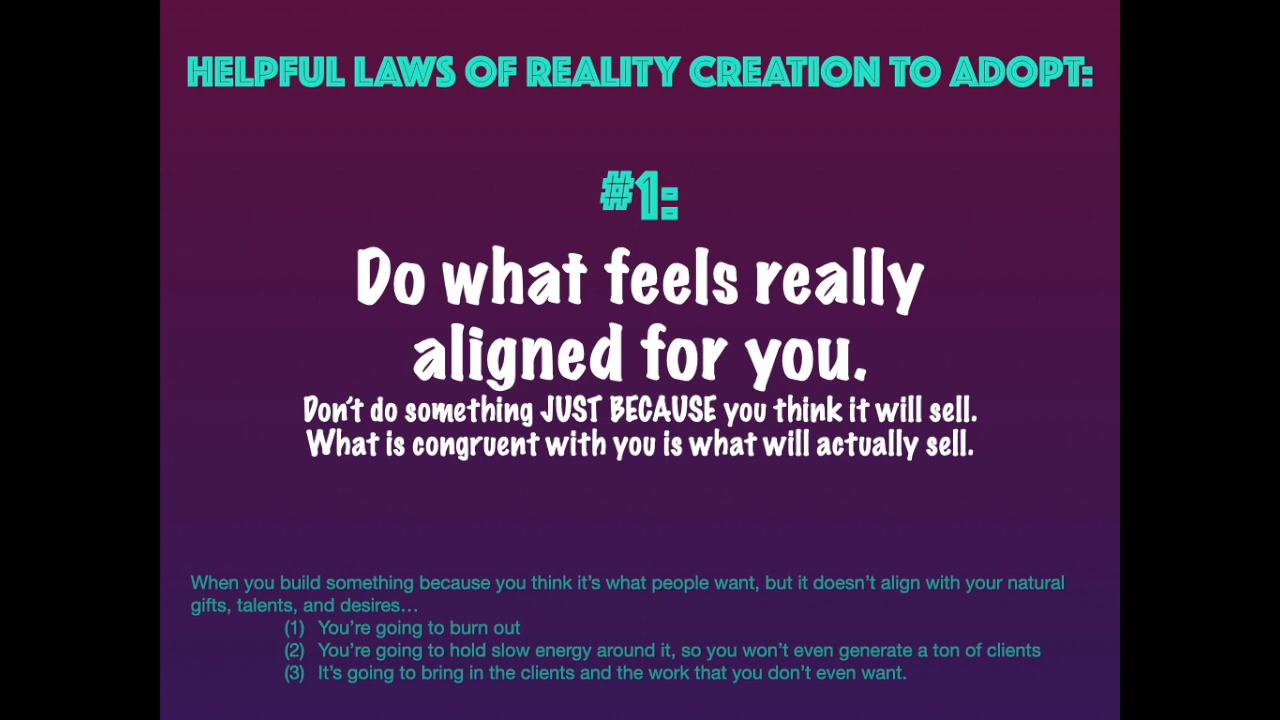 HELPFUL LAWS OF REALITY CREATION TO ADOPT:
#1:
Do what feels really
aligned for you.
Don't do something JUST BECAUSE you think it will sell.
What is congruent with you is what will actually sell.
When you build something because you think it's what people want, but it doesn't align with your natural
gifts, talents, and desires…
(1) You're going to burn out
(2) You're going to hold slow energy around it, so you won't even generate a ton of clients
(3) It's going to bring in the clients and the work that you don't even want.